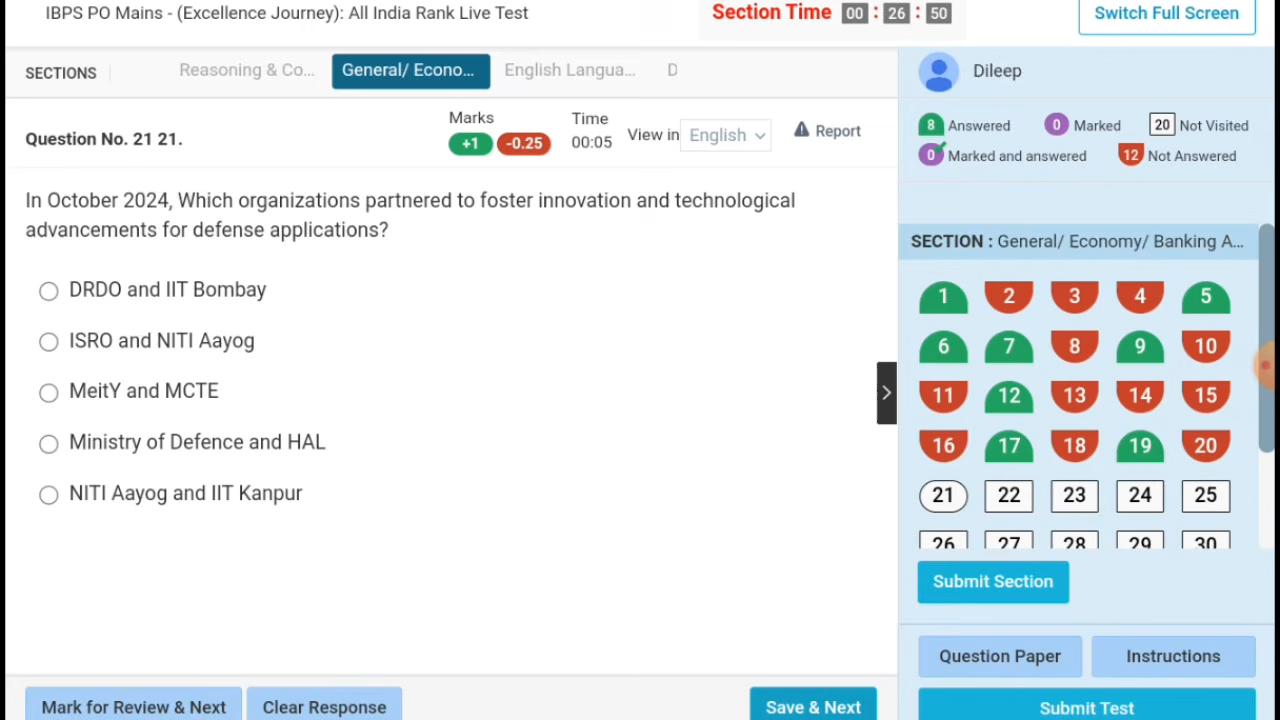 IBPS PO Mains - (Excellence Journey): All India Rank Live Test
Section Time 00 : 26 : 50
Switch Full Screen
SECTIONS
Reasoning & Co...
General/ Econo...
English Langua...
D
Dileep
Question No. 21 21.
Marks
+1 -0.25
Time
00:05
View in English
Report
8 Answered
0 Marked
20 Not Visited
0 Marked and answered
12 Not Answered
In October 2024, Which organizations partnered to foster innovation and technological
advancements for defense applications?
DRDO and IIT Bombay
ISRO and NITI Aayog
MeitY and MCTE
Ministry of Defence and HAL
NITI Aayog and IIT Kanpur
SECTION : General/ Economy/ Banking A...
1 2 3 4 5
6 7 8 9 10
11 12 13 14 15
16 17 18 19 20
21 22 23 24 25
26 27 28 29 30
Submit Section
Question Paper
Instructions
Mark for Review & Next
Clear Response
Save & Next
Submit Test